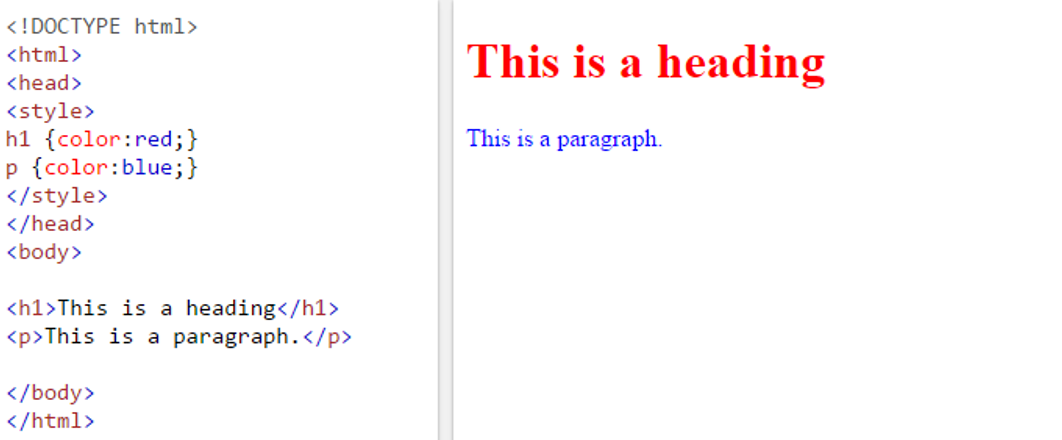 <!DOCTYPE html>
<html>
<head>
<style>
h1 {color:red;}
p {color:blue;}
</style>
</head>
<body>
<h1>This is a heading</h1>
<p>This is a paragraph.</p>
</body>
</html>
This is a heading
This is a paragraph.